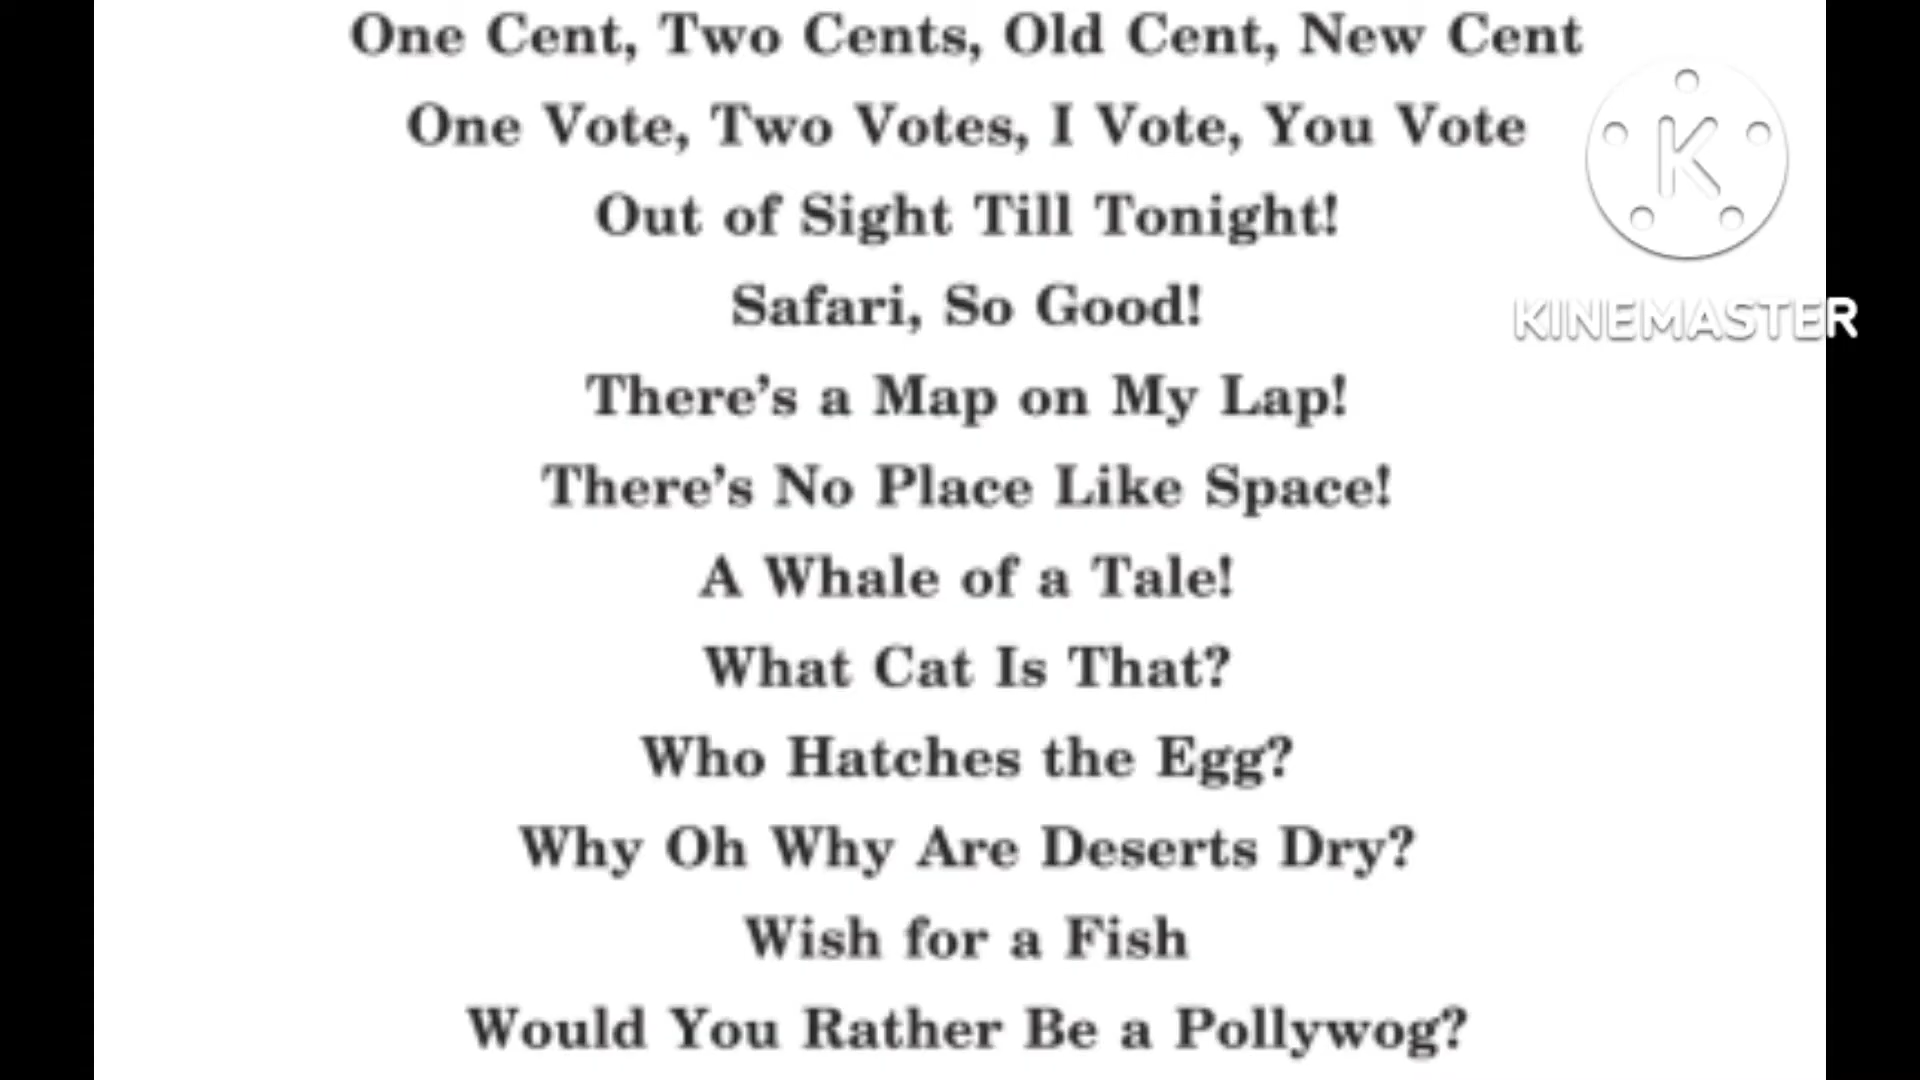 One Cent, Two Cents, Old Cent, New Cent
One Vote, Two Votes, I Vote, You Vote
Out of Sight Till Tonight!
Safari, So Good!
There’s a Map on My Lap!
There’s No Place Like Space!
A Whale of a Tale!
What Cat Is That?
Who Hatches the Egg?
Why Oh Why Are Deserts Dry?
Wish for a Fish
Would You Rather Be a Pollywog?
K
KINEMASTER